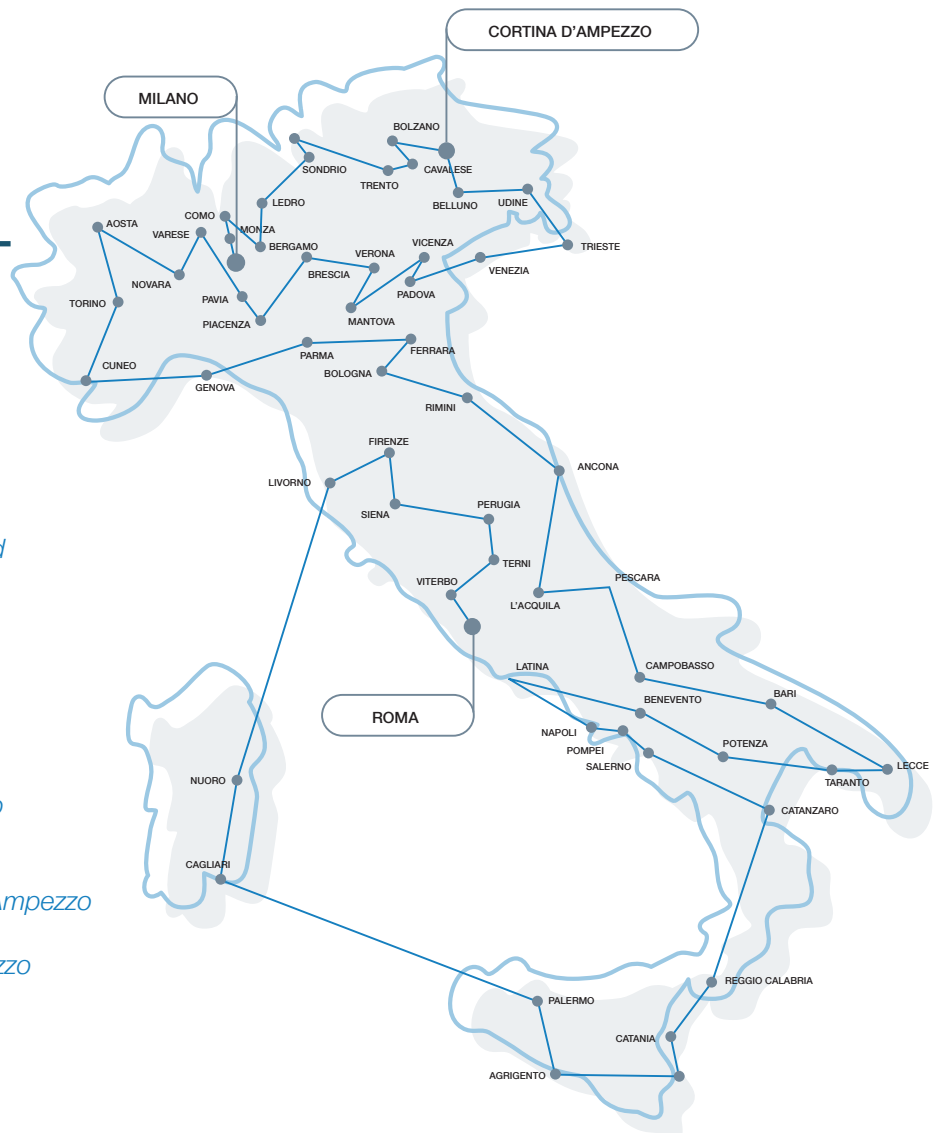 CORTINA D'AMPEZZO
MILANO
BOLZANO
SONDRIO
CAVALESE
TRENTO
LEDRO
BELLUNO
UDINE
COMO
AOSTA
VARESE
MONZA
BERGAMO
VICENZA
TRIESTE
VERONA
VENEZIA
BRESCIA
NOVARA
PADOVA
PAVIA
TORINO
MANTOVA
PIACENZA
PARMA
FERRARA
CUNEO
BOLOGNA
GENOVA
RIMINI
FIRENZE
ANCONA
LIVORNO
SIENA
PERUGIA
d
TERNI
PESCARA
VITERBO
L'ACQUILA
LATINA
CAMPOBASSO
BARI
BENEVENTO
ROMA
NAPOLI
POTENZA
POMPEI
SALERNO
LECCE
NUORO
TARANTO
o
CATANZARO
CAGLIARI
Ampezzo
zzo
REGGIO CALABRIA
PALERMO
CATANIA
AGRIGENTO